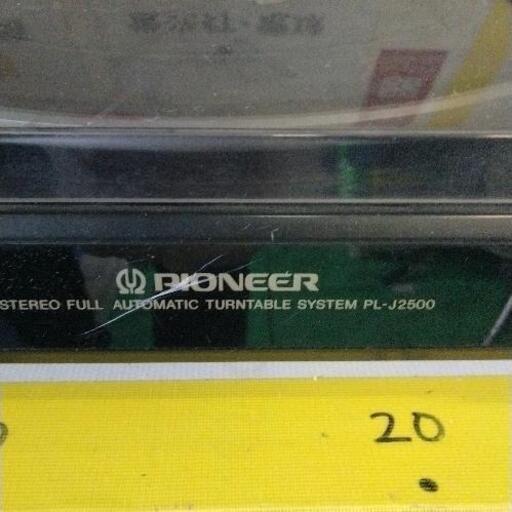 PIONEER
STEREO FULL AUTOMATIC TURNTABLE SYSTEM PL-J2500
20